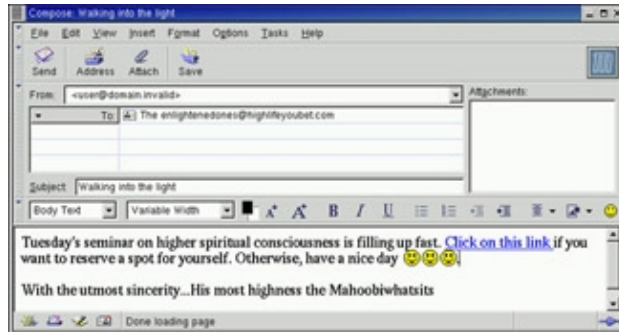 Compose: Walking into the light
File Edit View Insert Format Options Tasks Help
Send Address Attach Save
From: <user@domain.invalid> Attachments:
To: The enlightenedones@highlifeyoubet.com
Subject: Walking into the light
Body Text Variable Width A A B I U
Tuesday's seminar on higher spiritual consciousness is filling up fast. Click on this link if you
want to reserve a spot for yourself. Otherwise, have a nice day
With the utmost sincerity...His most highness the Mahoobiwhatsits
Done loading page